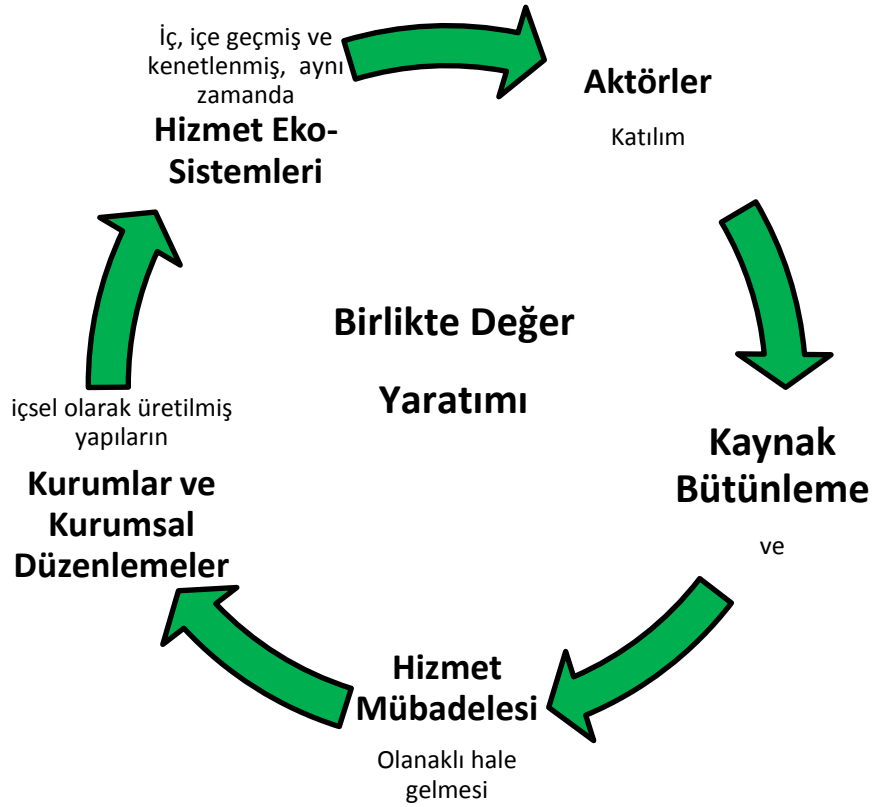 İç, içe geçmiş ve
kenetlenmiş, aynı
zamanda
Hizmet Eko-
Sistemleri
Aktörler
Katılım
Birlikte Değer
Yaratımı
Kaynak
Bütünleme
ve
Hizmet
Mübadelesi
Olanaklı hale
gelmesi
içsel olarak üretilmiş
yapıların
Kurumlar ve
Kurumsal
Düzenlemeler